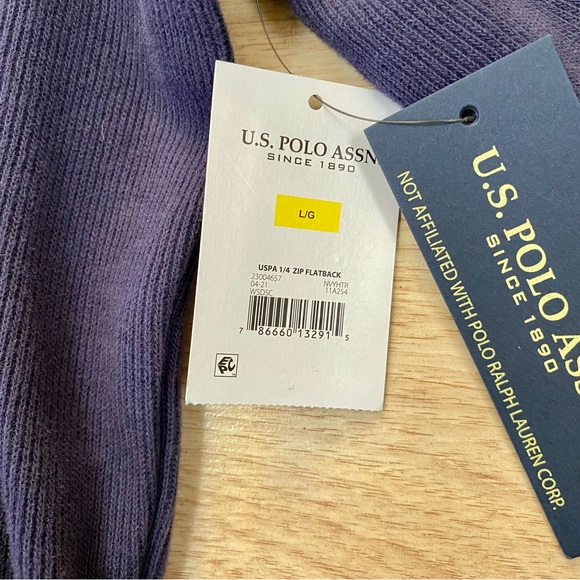 U.S. POLO ASSN
SINCE 1890
L/G
USPA 1/4 ZIP FLATBACK
23004657
04-21 NVYHTR
WSDSC 11A254
7 86660 13291 5
U.S. POLO ASS
SINCE 1890
NOT AFFILIATED WITH POLO RALPH LAUREN CORP.